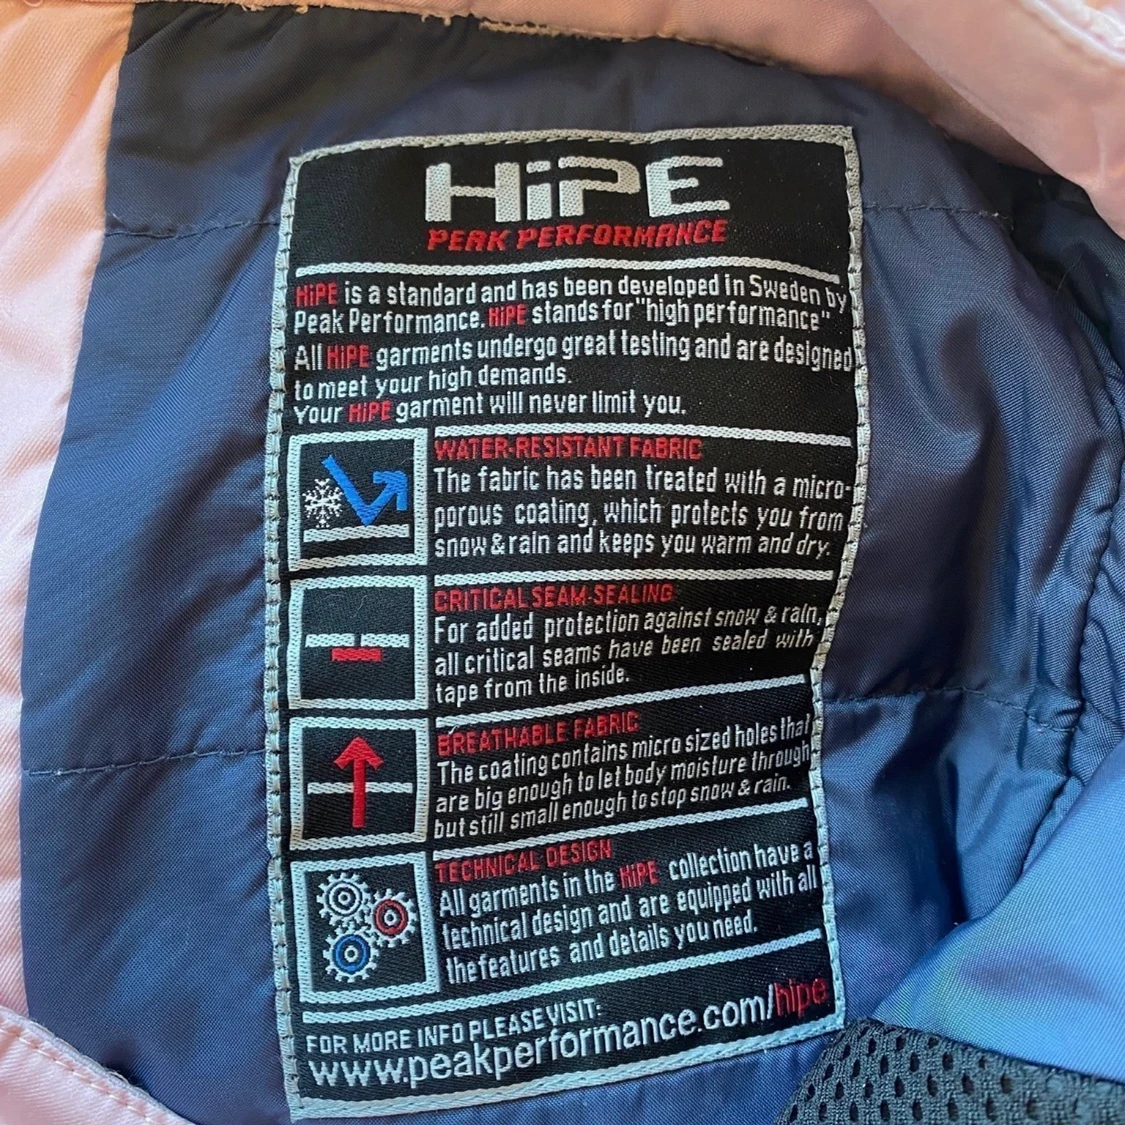 HiPE
PEAK PERFORMANCE
HiPE is a standard and has been developed in Sweden by
Peak Performance. HiPE stands for "high performance"
All HiPE garments undergo great testing and are designed
to meet your high demands.
Your HiPE garment will never limit you.
WATER-RESISTANT FABRIC
The fabric has been treated with a micro-
porous coating, which protects you from
snow & rain and keeps you warm and dry.
CRITICAL SEAM-SEALING
For added protection against snow & rain,
all critical seams have been sealed with
tape from the inside.
BREATHABLE FABRIC
The coating contains micro sized holes that
are big enough to let body moisture through,
but still small enough to stop snow & rain.
TECHNICAL DESIGN
All garments in the HiPE collection have a
technical design and are equipped with all
the features and details you need.
FOR MORE INFO PLEASE VISIT:
www.peakperformance.com/hipe